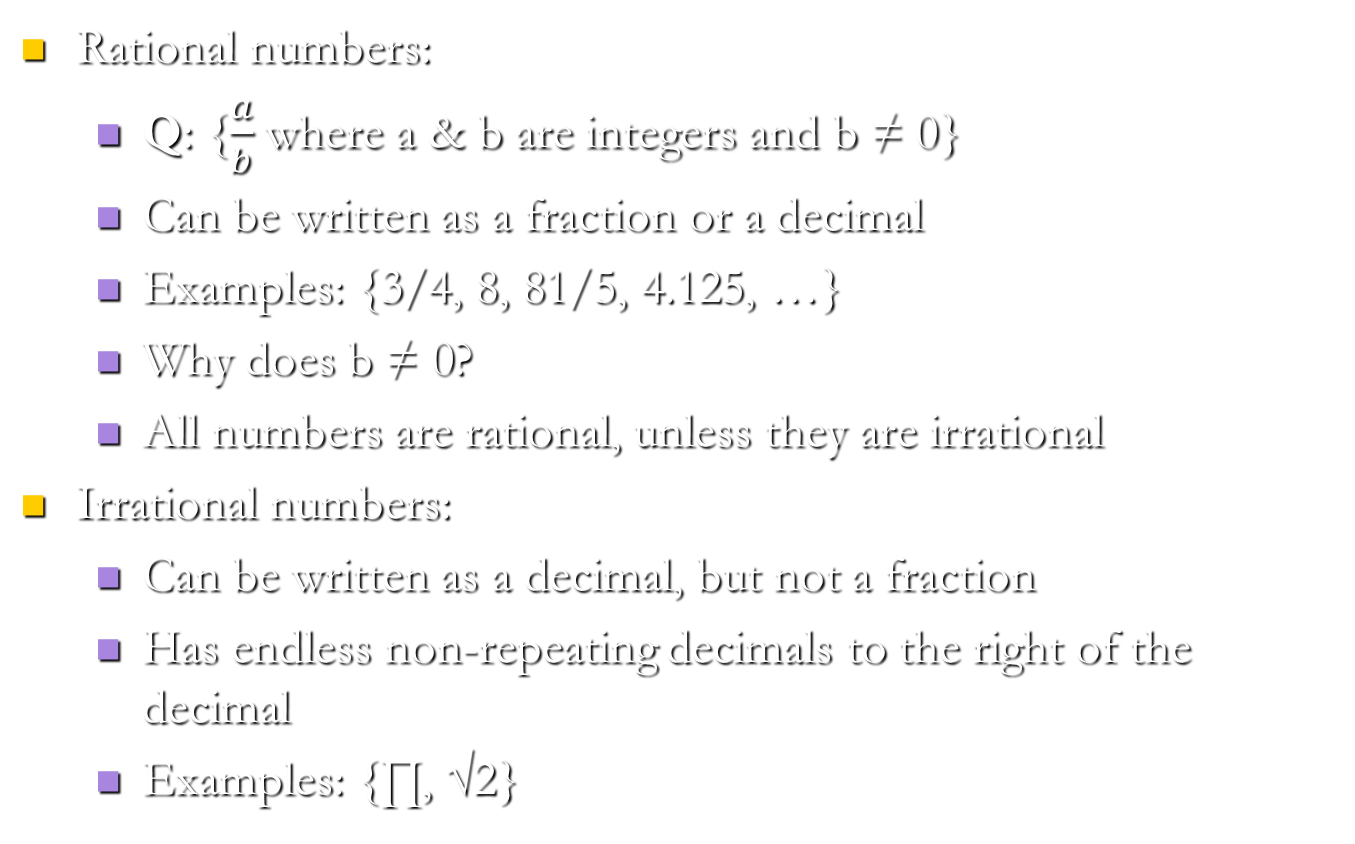 Rational numbers:
Q: {a/b where a & b are integers and b ≠ 0}
Can be written as a fraction or a decimal
Examples: {3/4, 8, 81/5, 4.125, …}
Why does b ≠ 0?
All numbers are rational, unless they are irrational
Irrational numbers:
Can be written as a decimal, but not a fraction
Has endless non-repeating decimals to the right of the
decimal
Examples: {∏, √2}